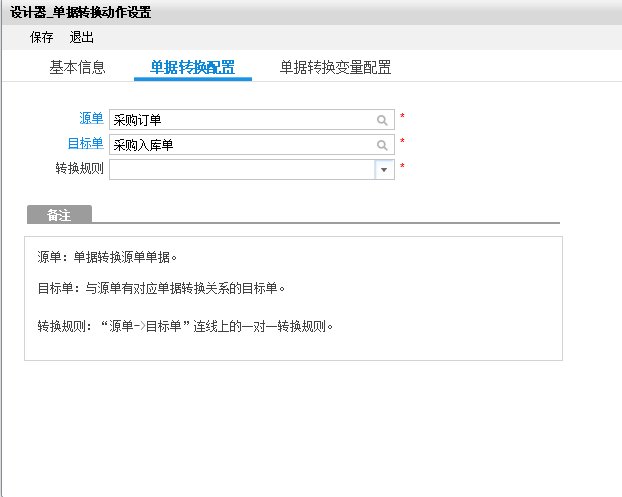 设计器_单据转换动作设置
保存 退出
基本信息 单据转换配置 单据转换变量配置
源单 采购订单 *
目标单 采购入库单 *
转换规则 *
备注
源单：单据转换源单单据。
目标单：与源单有对应单据转换关系的目标单。
转换规则：“源单->目标单”连线上的一对一转换规则。